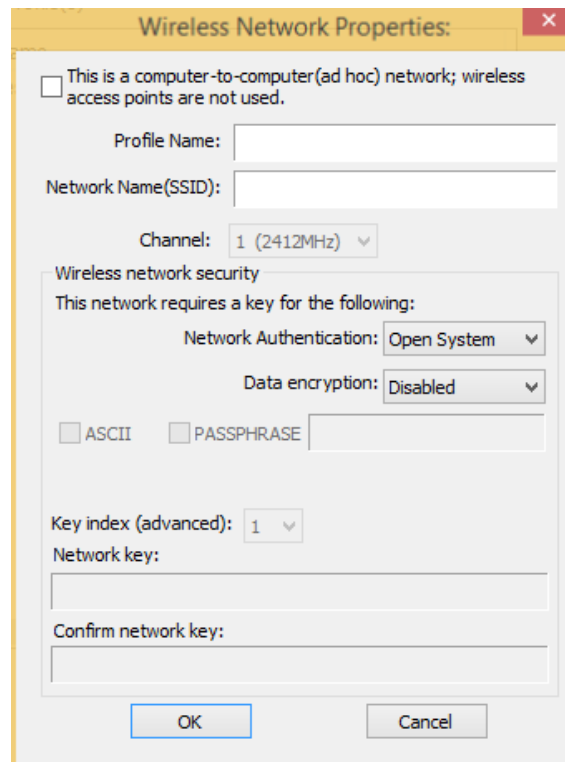 Wireless Network Properties:
This is a computer-to-computer(ad hoc) network; wireless
access points are not used.
Profile Name:
Network Name(SSID):
Channel: 1 (2412MHz)
Wireless network security
This network requires a key for the following:
Network Authentication: Open System
Data encryption: Disabled
ASCII PASSPHRASE
Key index (advanced): 1
Network key:
Confirm network key:
OK Cancel